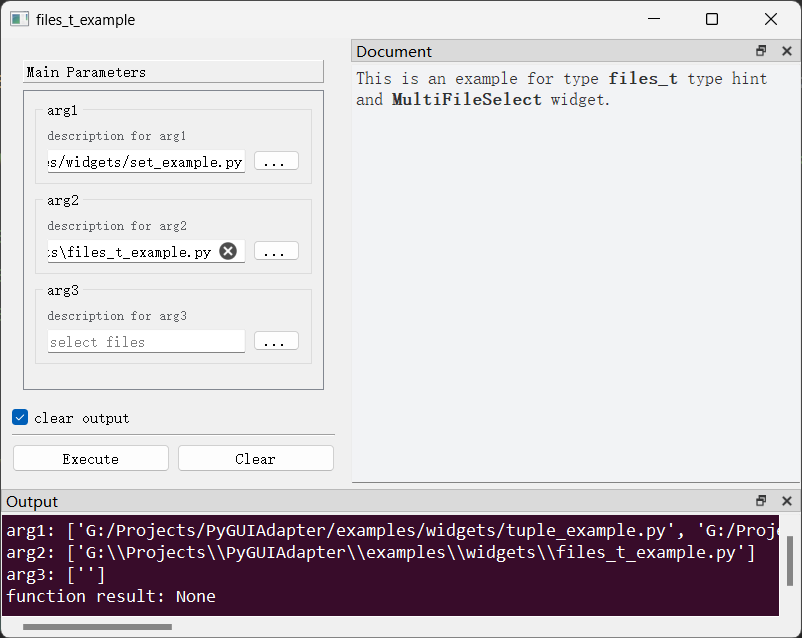 files_t_example
Main Parameters
arg1
description for arg1
s/widgets/set_example.py
...
arg2
description for arg2
s\files_t_example.py
...
arg3
description for arg3
select files
...
clear output
Execute
Clear
Document
This is an example for type files_t type hint
and MultiFileSelect widget.
Output
arg1: ['G:/Projects/PyGUIAdapter/examples/widgets/tuple_example.py', 'G:/Proje
arg2: ['G:\\Projects\\PyGUIAdapter\\examples\\widgets\\files_t_example.py']
arg3: ['']
function result: None